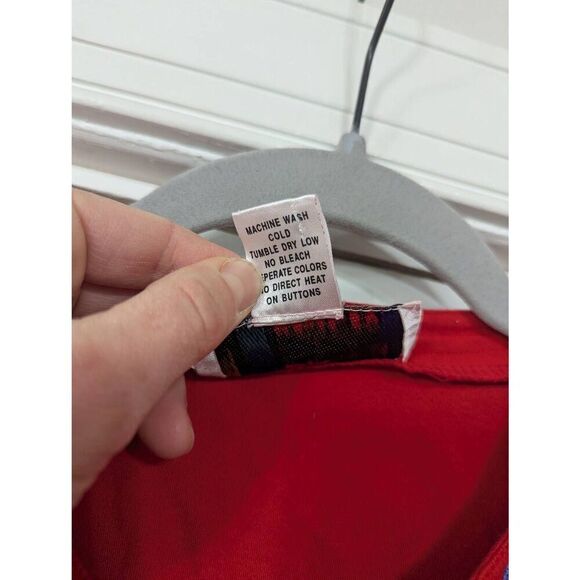 MACHINE WASH
COLD
TUMBLE DRY LOW
NO BLEACH
EPERATE COLORS
O DIRECT HEAT
ON BUTTONS